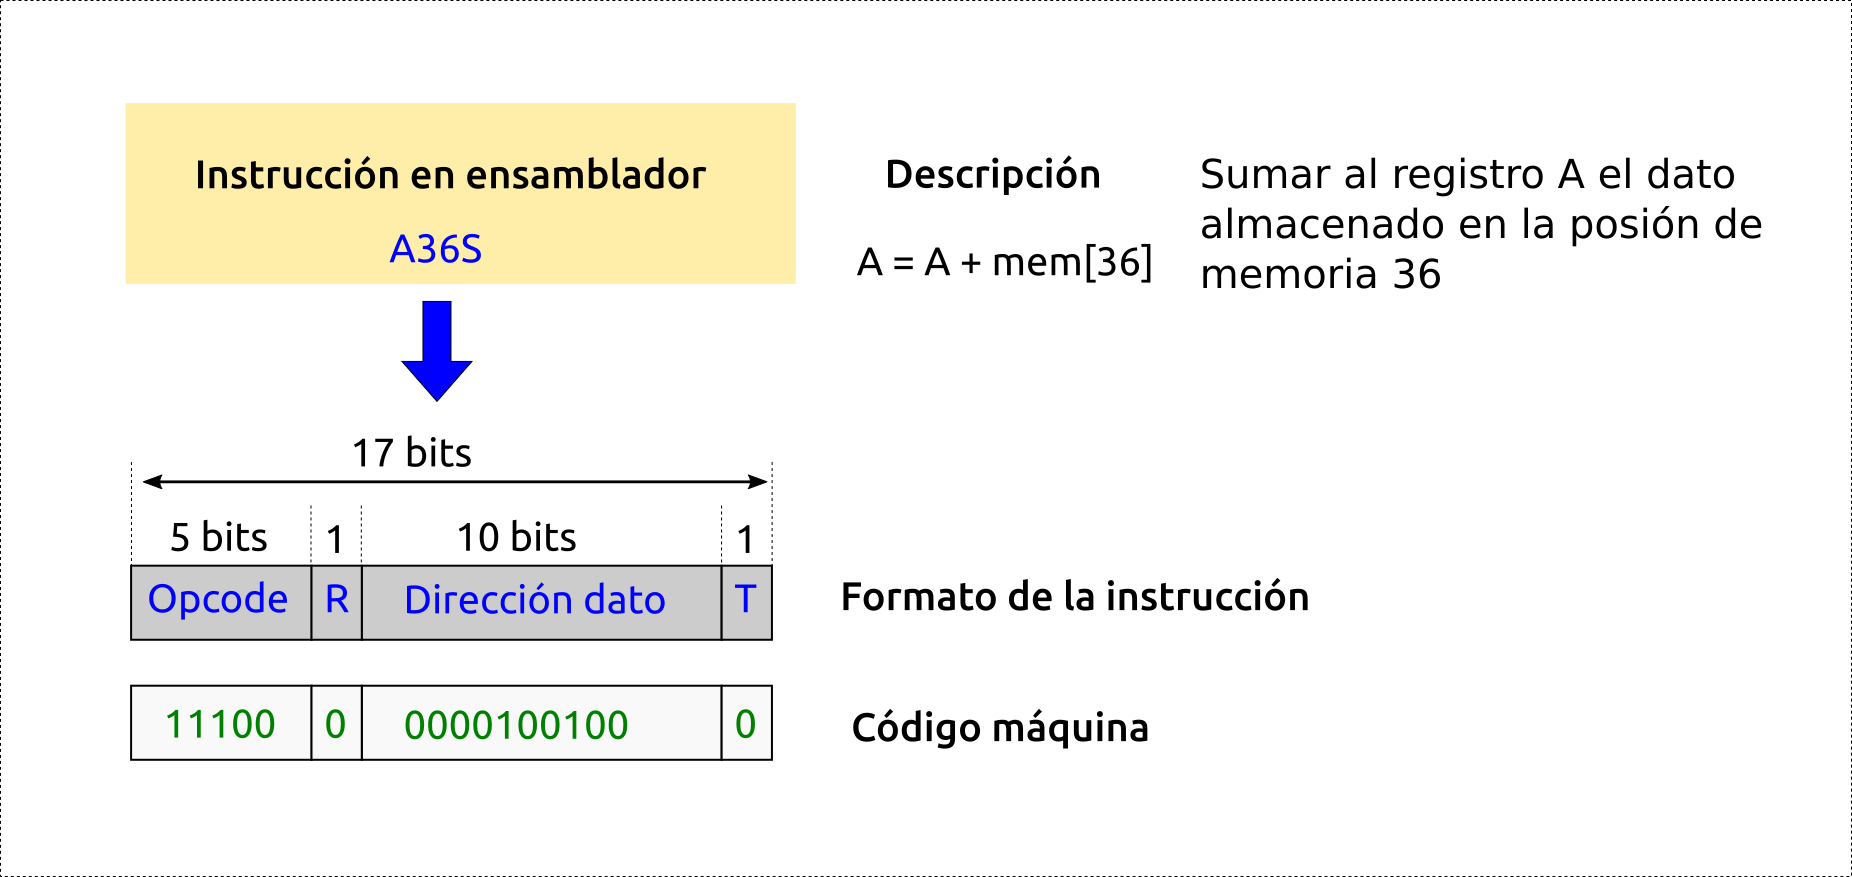 Instrucción en ensamblador
A36S
Descripción
A = A + mem[36]
Sumar al registro A el dato
almacenado en la posión de
memoria 36
17 bits
5 bits 1 10 bits 1
Opcode R Dirección dato T
Formato de la instrucción
11100 0 0000100100 0
Código máquina